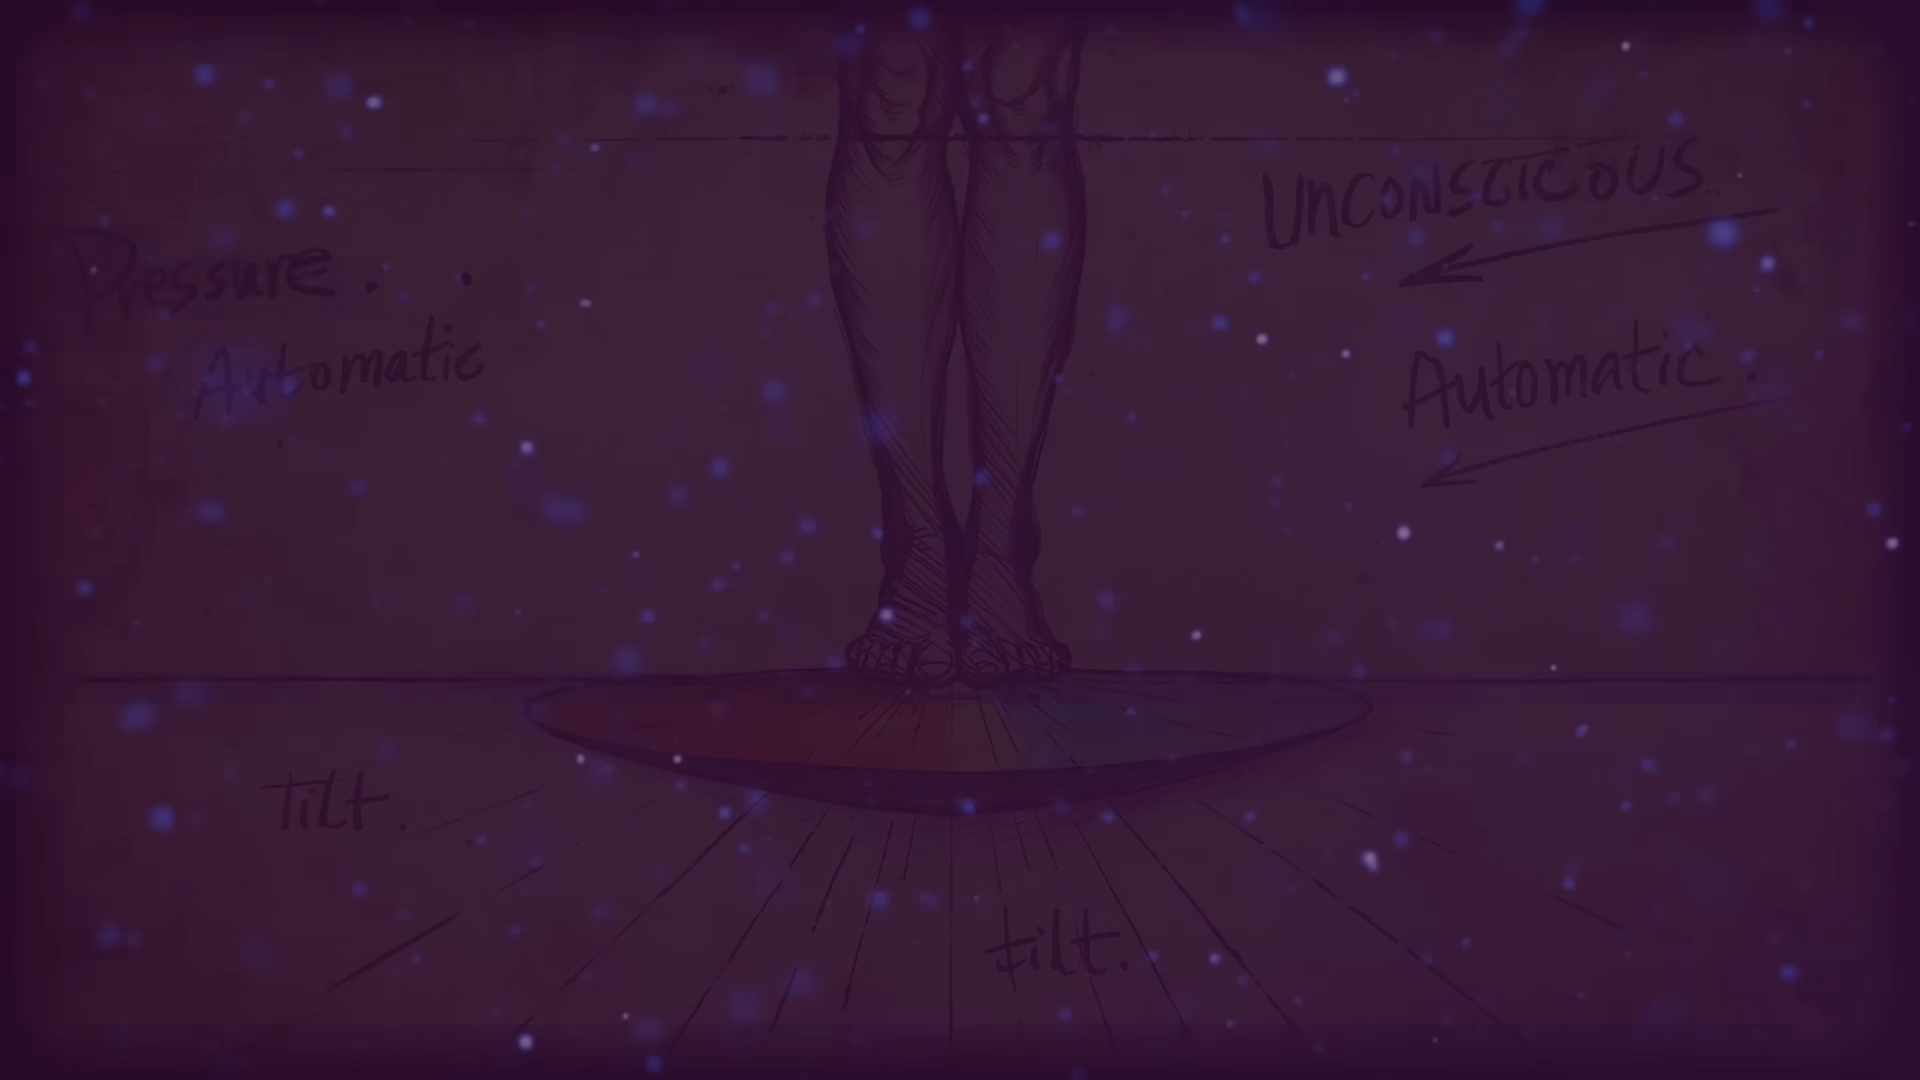 Unconscicous..
Pressure . .
Automatic
Automatic.
Tilt.
tilt.